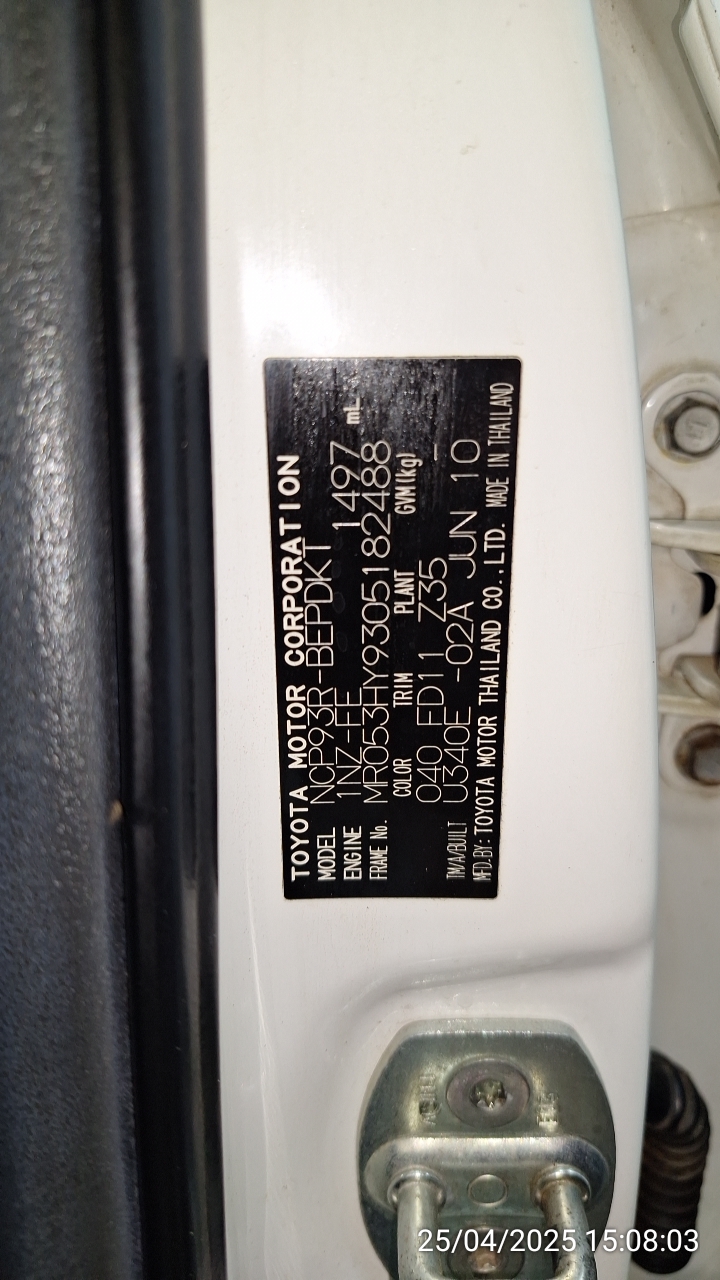 TOYOTA MOTOR CORPORATION
MODEL NCP93R-BEPDKT
ENGINE 1NZ-FE 1497 mL
FRAME No. MR053HY9305182488
COLOR TRIM PLANT GVM(kg)
040 FD11 Z35 -
TM/A/BUILT U340E -02A JUN 10
MFD.BY: TOYOTA MOTOR THAILAND CO.,LTD. MADE IN THAILAND
25/04/2025 15:08:03